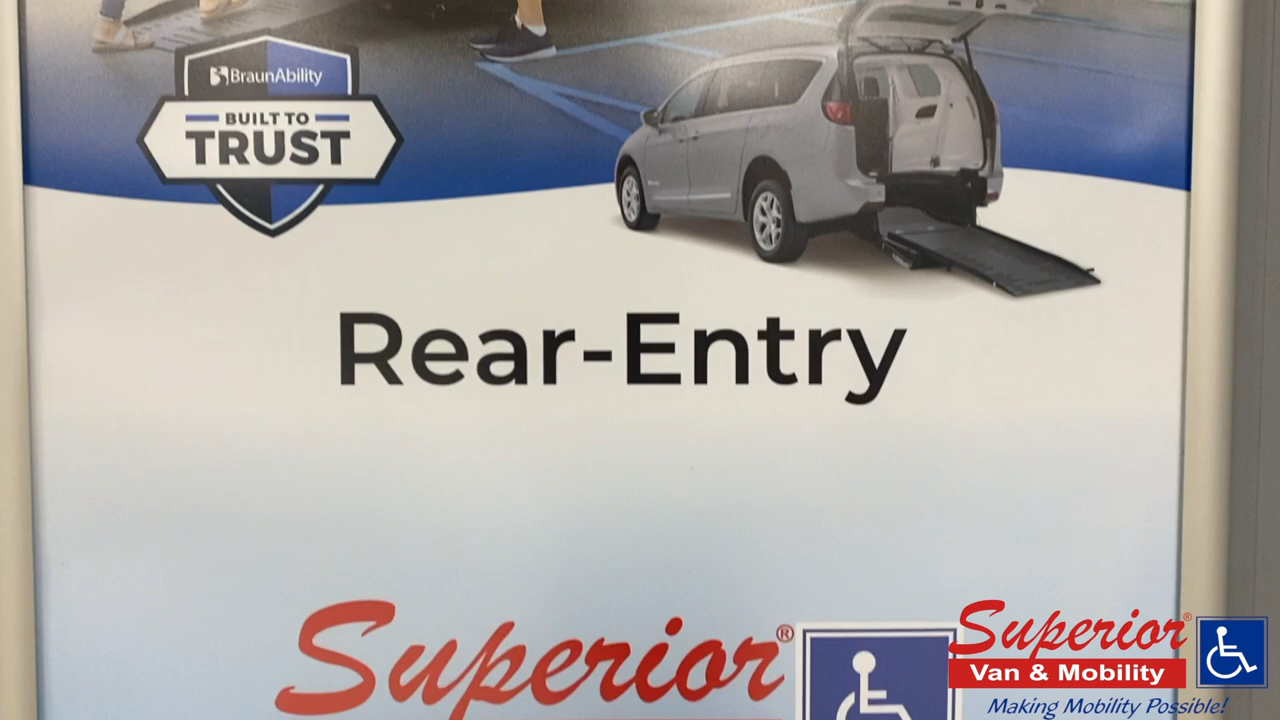 BraunAbility
BUILT TO
TRUST
Rear-Entry
Superior®
Superior®
Van & Mobility
Making Mobility Possible!